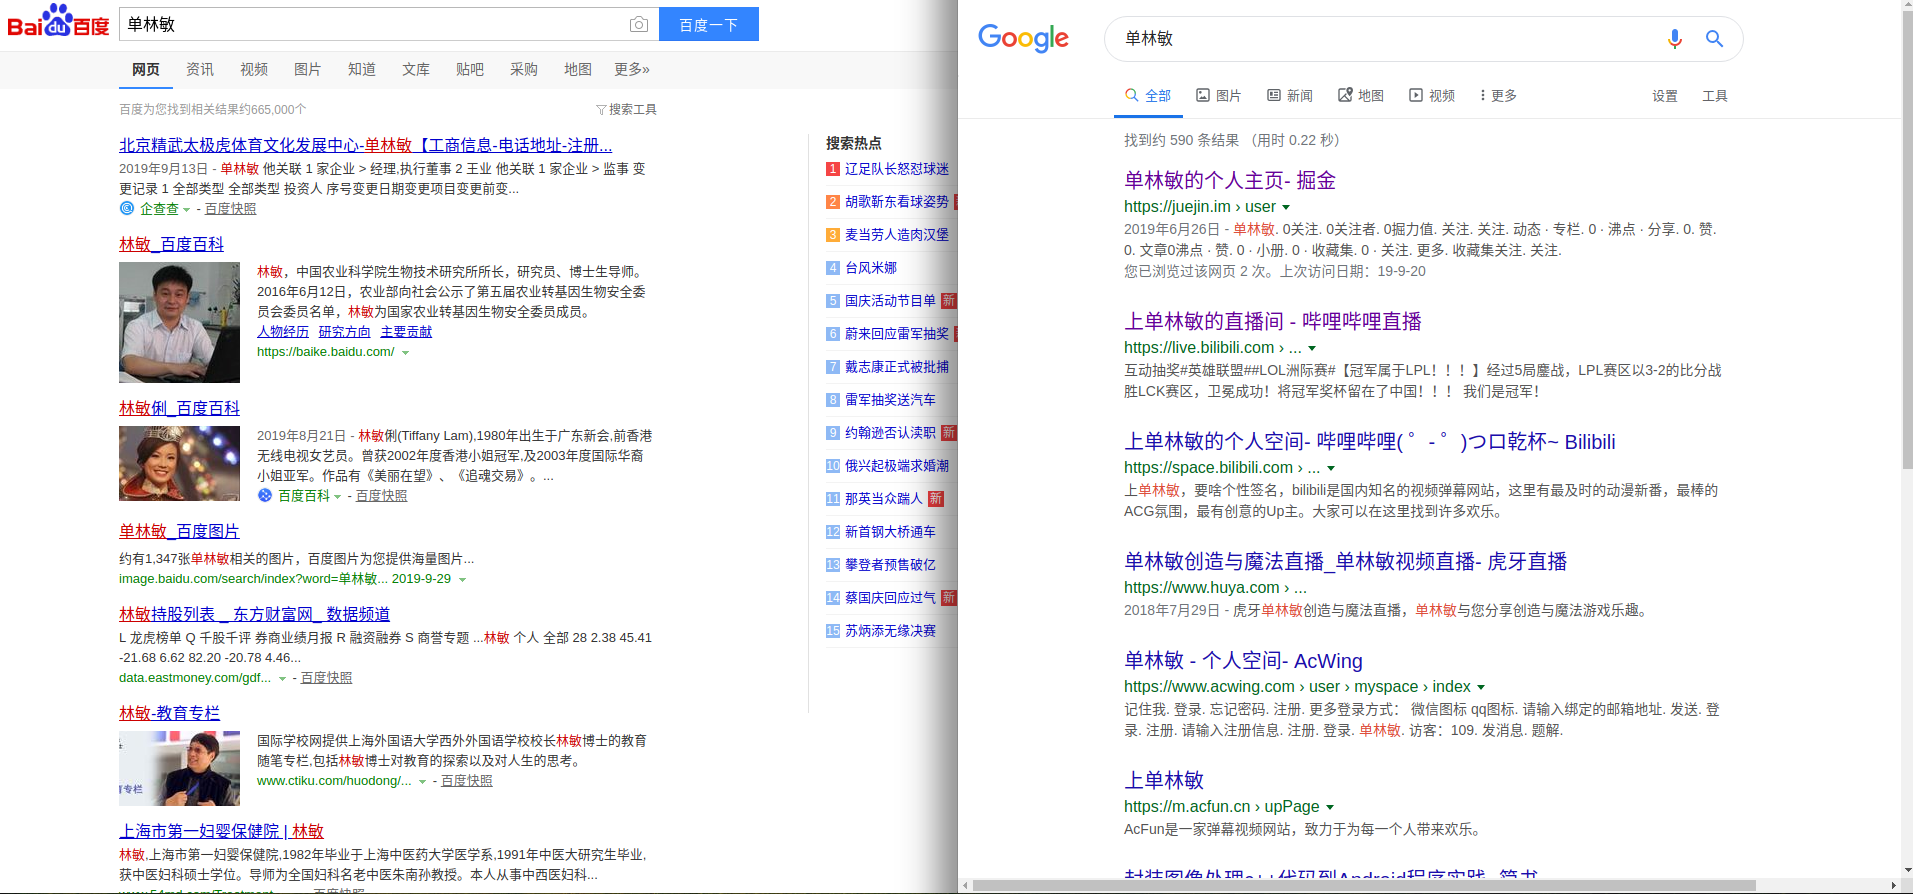 Bai du 百度
单林敏
百度一下
网页 资讯 视频 图片 知道 文库 贴吧 采购 地图 更多»
百度为您找到相关结果约665,000个
搜索工具
北京精武太极虎体育文化发展中心-单林敏【工商信息-电话地址-注册...
2019年9月13日 - 单林敏 他关联 1 家企业 > 经理,执行董事 2 王业 他关联 1 家企业 > 监事 变
更记录 1 全部类型 全部类型 投资人 序号变更日期变更项目变更前变...
企查查 - 百度快照
林敏_百度百科
林敏，中国农业科学院生物技术研究所所长，研究员、博士生导师。
2016年6月12日，农业部向社会公示了第五届农业转基因生物安全委
员会委员名单，林敏为国家农业转基因生物安全委员成员。
人物经历 研究方向 主要贡献
https://baike.baidu.com/
林敏俐_百度百科
2019年8月21日 - 林敏俐(Tiffany Lam),1980年出生于广东新会,前香港
无线电视女艺员。曾获2002年度香港小姐冠军,及2003年度国际华裔
小姐亚军。作品有《美丽在望》、《追魂交易》。...
百度百科 - 百度快照
单林敏_百度图片
约有1,347张单林敏相关的图片，百度图片为您提供海量图片...
image.baidu.com/search/index?word=单林敏... 2019-9-29
林敏持股列表 _ 东方财富网_ 数据频道
L 龙虎榜单 Q 千股千评 券商业绩月报 R 融资融券 S 商誉专题 ...林敏 个人 全部 28 2.38 45.41
-21.68 6.62 82.20 -20.78 4.46...
data.eastmoney.com/gdf... - 百度快照
林敏-教育专栏
育专栏
国际学校网提供上海外国语大学西外外国语学校校长林敏博士的教育
随笔专栏,包括林敏博士对教育的探索以及对人生的思考。
www.ctiku.com/huodong/... - 百度快照
上海市第一妇婴保健院 | 林敏
林敏,上海市第一妇婴保健院,1982年毕业于上海中医药大学医学系,1991年中医大研究生毕业,
获中医妇科硕士学位。导师为全国妇科名老中医朱南孙教授。本人从事中西医妇科...
搜索热点
1 辽足队长怒怼球迷
2 胡歌靳东看球姿势
3 麦当劳人造肉汉堡
4 台风米娜
5 国庆活动节目单 新
6 蔚来回应雷军抽奖
7 戴志康正式被批捕
8 雷军抽奖送汽车
9 约翰逊否认渎职 新
10 俄兴起极端求婚潮
11 那英当众踹人 新
12 新首钢大桥通车
13 攀登者预售破亿
14 蔡国庆回应过气 新
15 苏炳添无缘决赛
Google
单林敏
全部 图片 新闻 地图 视频 更多 设置 工具
找到约 590 条结果 （用时 0.22 秒）
单林敏的个人主页- 掘金
https://juejin.im › user
2019年6月26日 - 单林敏. 0关注. 0关注者. 0掘力值. 关注. 关注. 动态 · 专栏. 0 · 沸点 · 分享. 0. 赞.
0. 文章0沸点 · 赞. 0 · 小册. 0 · 收藏集. 0 · 关注. 更多. 收藏集关注. 关注.
您已浏览过该网页 2 次。上次访问日期：19-9-20
上单林敏的直播间 - 哔哩哔哩直播
https://live.bilibili.com › ...
互动抽奖#英雄联盟##LOL洲际赛#【冠军属于LPL！！！】经过5局鏖战，LPL赛区以3-2的比分战
胜LCK赛区，卫冕成功！将冠军奖杯留在了中国！！！ 我们是冠军！
上单林敏的个人空间- 哔哩哔哩( ゜- ゜)つロ乾杯~ Bilibili
https://space.bilibili.com › ...
上单林敏，要啥个性签名，bilibili是国内知名的视频弹幕网站，这里有最及时的动漫新番，最棒的
ACG氛围，最有创意的Up主。大家可以在这里找到许多欢乐。
单林敏创造与魔法直播_单林敏视频直播- 虎牙直播
https://www.huya.com › ...
2018年7月29日 - 虎牙单林敏创造与魔法直播，单林敏与您分享创造与魔法游戏乐趣。
单林敏 - 个人空间- AcWing
https://www.acwing.com › user › myspace › index
记住我. 登录. 忘记密码. 注册. 更多登录方式： 微信图标 qq图标. 请输入绑定的邮箱地址. 发送. 登
录. 注册. 请输入注册信息. 注册. 登录. 单林敏. 访客：109. 发消息. 题解.
上单林敏
https://m.acfun.cn › upPage
AcFun是一家弹幕视频网站，致力于为每一个人带来欢乐。